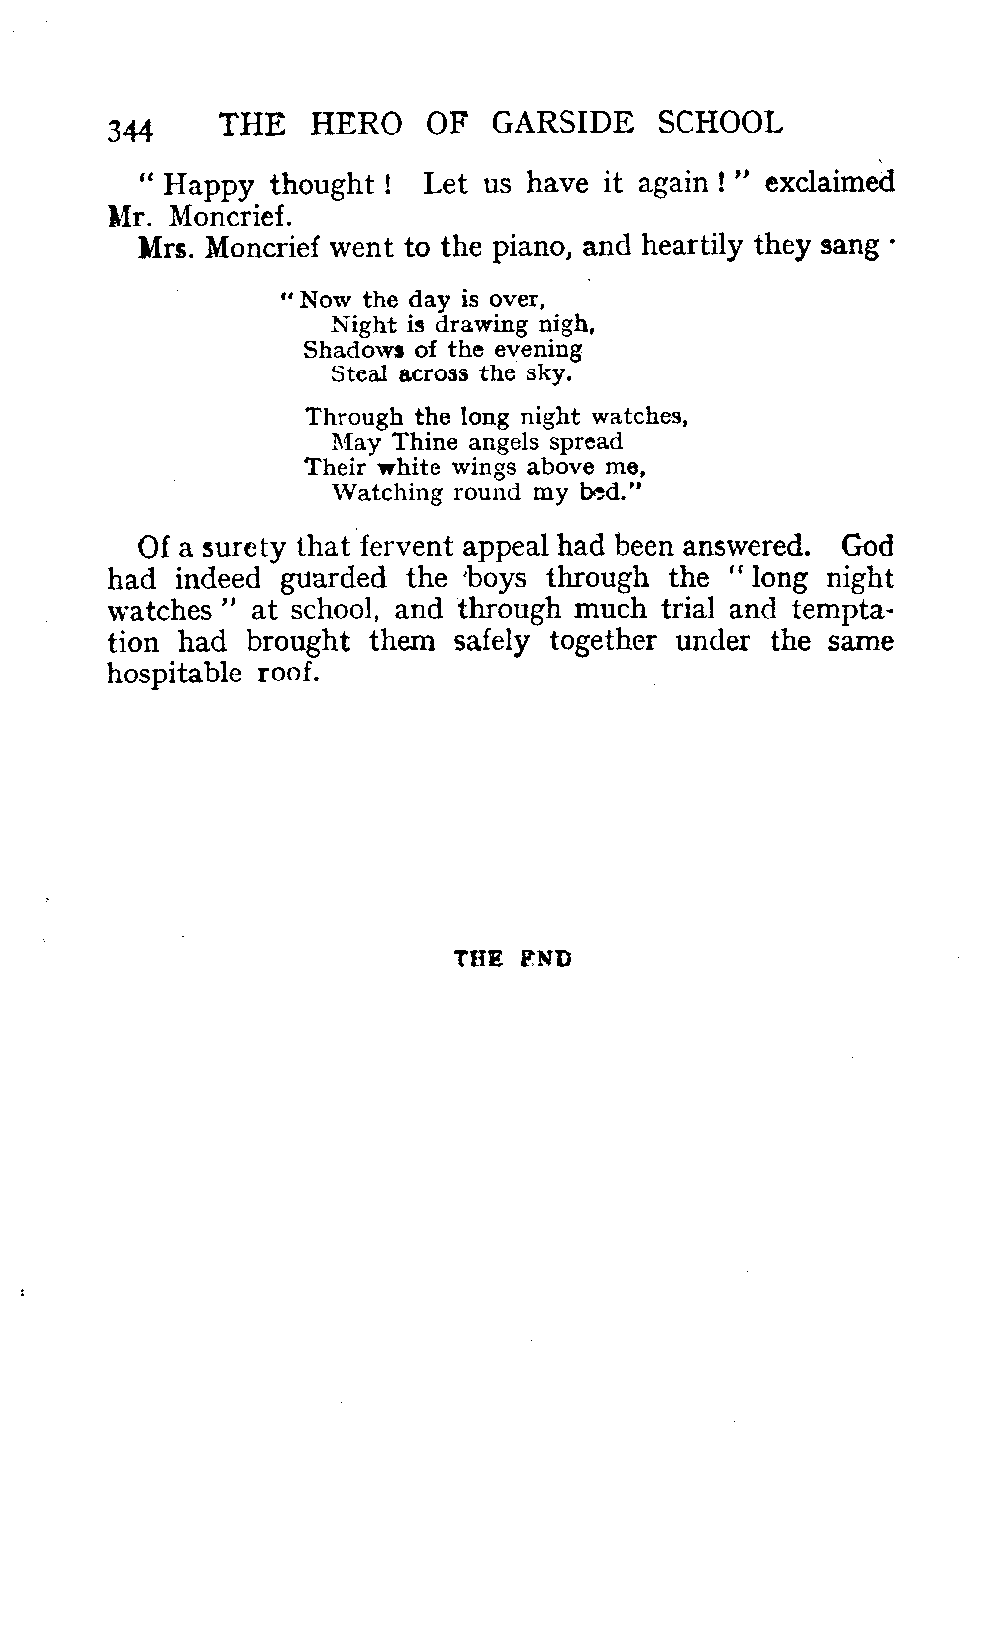 344 THE HERO OF GARSIDE SCHOOL
“ Happy thought ! Let us have it again ! ” exclaimed
Mr. Moncrief.
Mrs. Moncrief went to the piano, and heartily they sang ·
“ Now the day is over,
Night is drawing nigh,
Shadows of the evening
Steal across the sky.
Through the long night watches,
May Thine angels spread
Their white wings above me,
Watching round my bed.”
Of a surety that fervent appeal had been answered. God
had indeed guarded the boys through the “ long night
watches ” at school, and through much trial and tempta-
tion had brought them safely together under the same
hospitable roof.
THE END